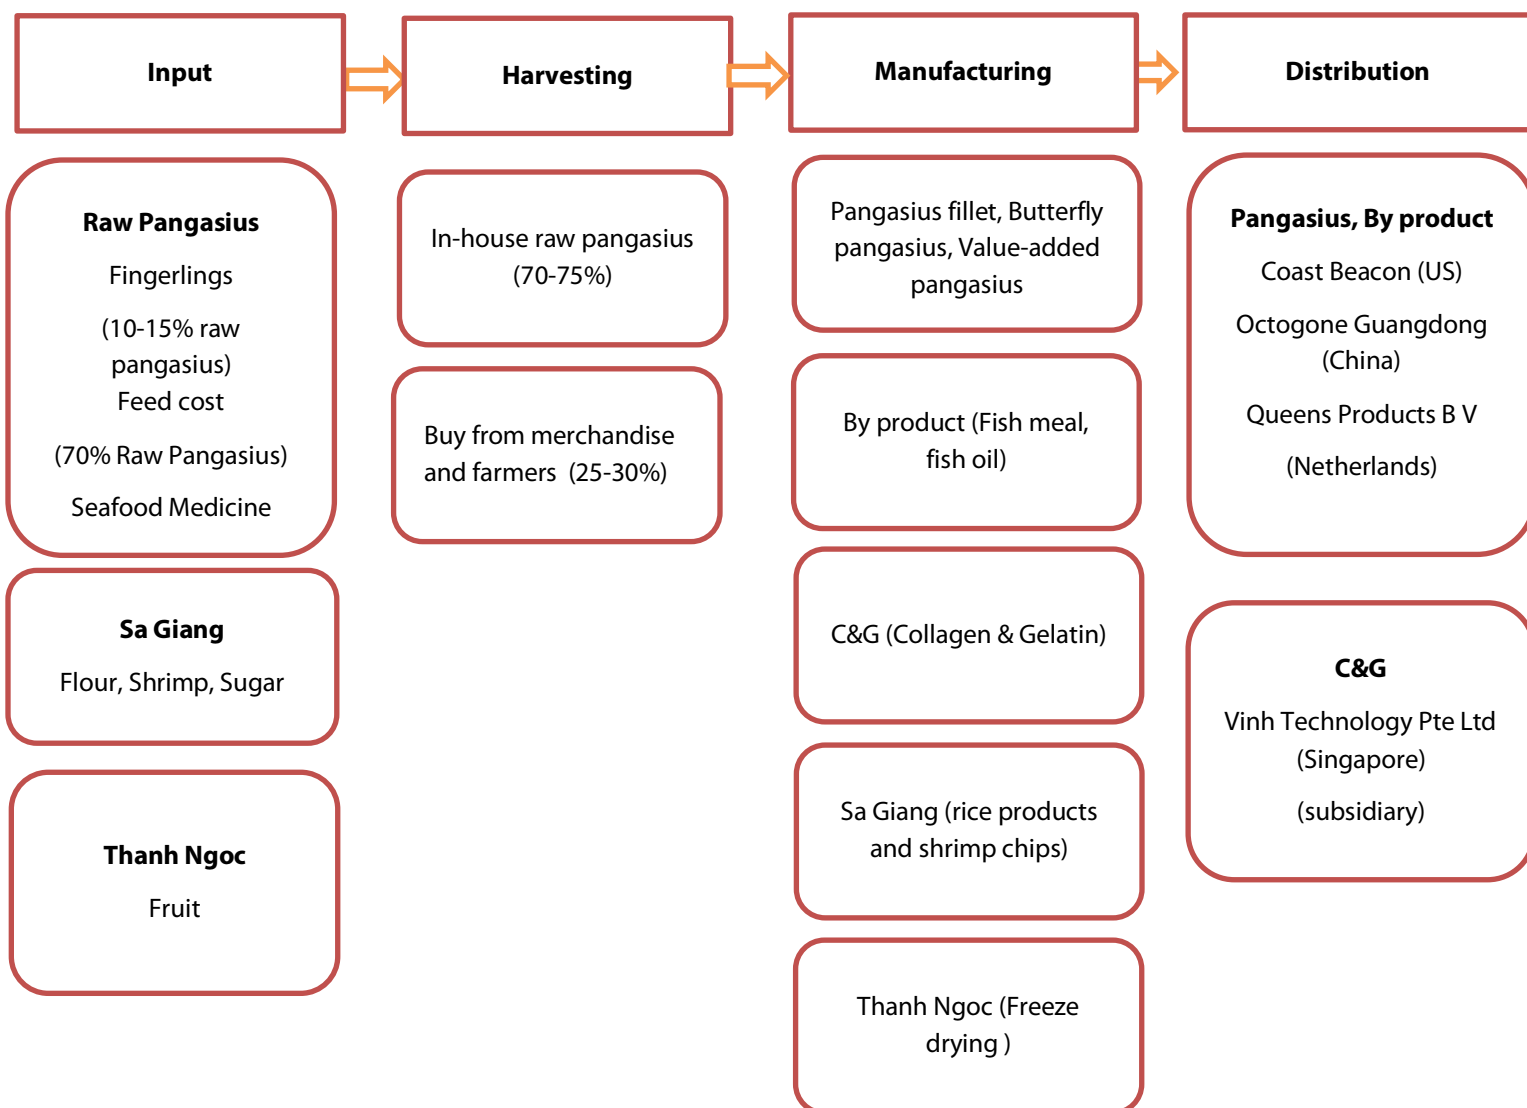 Input
Harvesting
Manufacturing
Distribution
Raw Pangasius
Fingerlings
(10-15% raw
pangasius)
Feed cost
(70% Raw Pangasius)
Seafood Medicine
Sa Giang
Flour, Shrimp, Sugar
Thanh Ngoc
Fruit
In-house raw pangasius
(70-75%)
Buy from merchandise
and farmers (25-30%)
Pangasius fillet, Butterfly
pangasius, Value-added
pangasius
By product (Fish meal,
fish oil)
C&G (Collagen & Gelatin)
Sa Giang (rice products
and shrimp chips)
Thanh Ngoc (Freeze
drying )
Pangasius, By product
Coast Beacon (US)
Octogone Guangdong
(China)
Queens Products B V
(Netherlands)
C&G
Vinh Technology Pte Ltd
(Singapore)
(subsidiary)